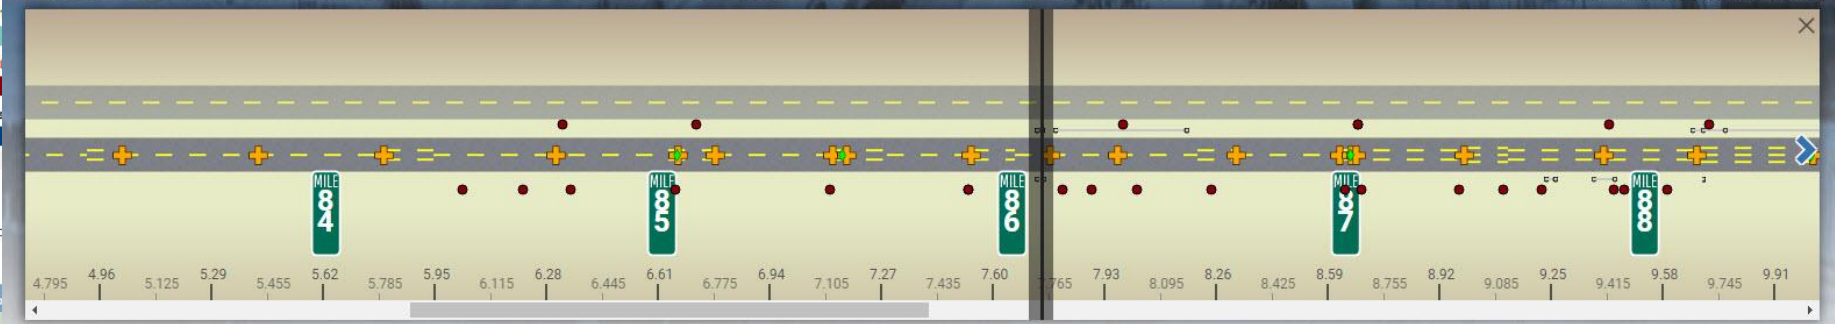 MILE 84
MILE 85
MILE 86
MILE 87
MILE 88
4.96 5.29 5.62 5.95 6.28 6.61 6.94 7.27 7.60 7.93 8.26 8.59 8.92 9.25 9.58 9.91
4.795 5.125 5.455 5.785 6.115 6.445 6.775 7.105 7.435 7.765 8.095 8.425 8.755 9.085 9.415 9.745